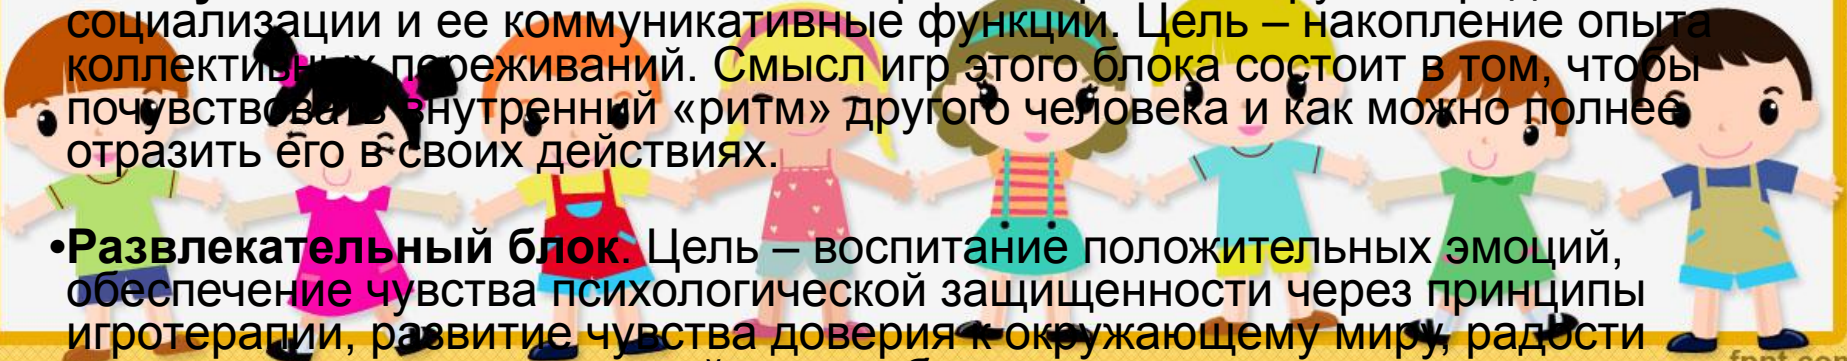 социализации и ее коммуникативные функции. Цель – накопление опыта
коллективных переживаний. Смысл игр этого блока состоит в том, чтобы
почувствовать внутренний «ритм» другого человека и как можно полнее
отразить его в своих действиях.
•Развлекательный блок. Цель – воспитание положительных эмоций,
обеспечение чувства психологической защищенности через принципы
игротерапии, развитие чувства доверия к окружающему миру, радости